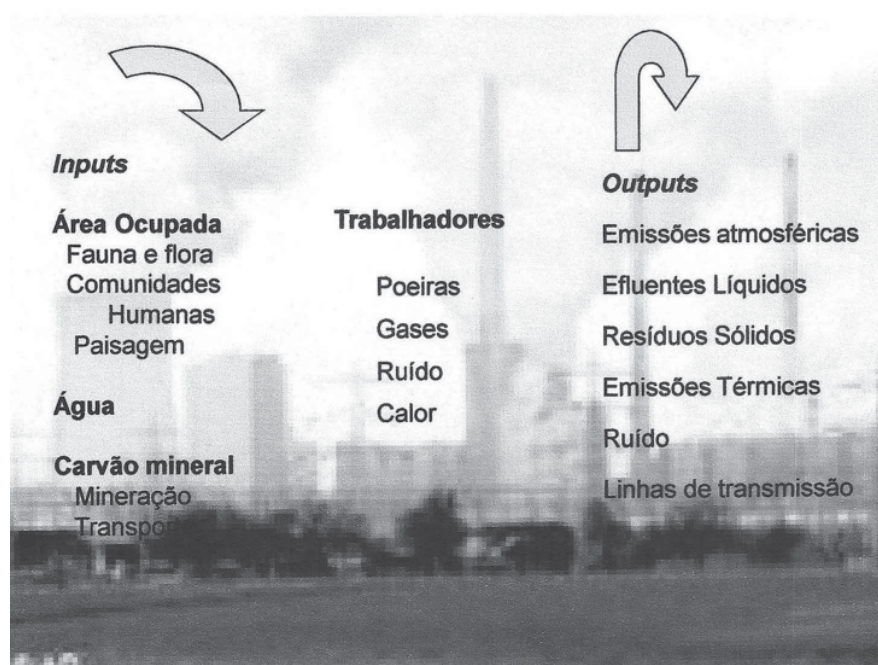 Inputs
Área Ocupada
Fauna e flora
Comunidades
Humanas
Paisagem
Água
Carvão mineral
Mineração
Trabalhadores
Poeiras
Gases
Ruído
Calor
Outputs
Emissões atmosféricas
Efluentes Líquidos
Resíduos Sólidos
Emissões Térmicas
Ruído
Linhas de transmissão